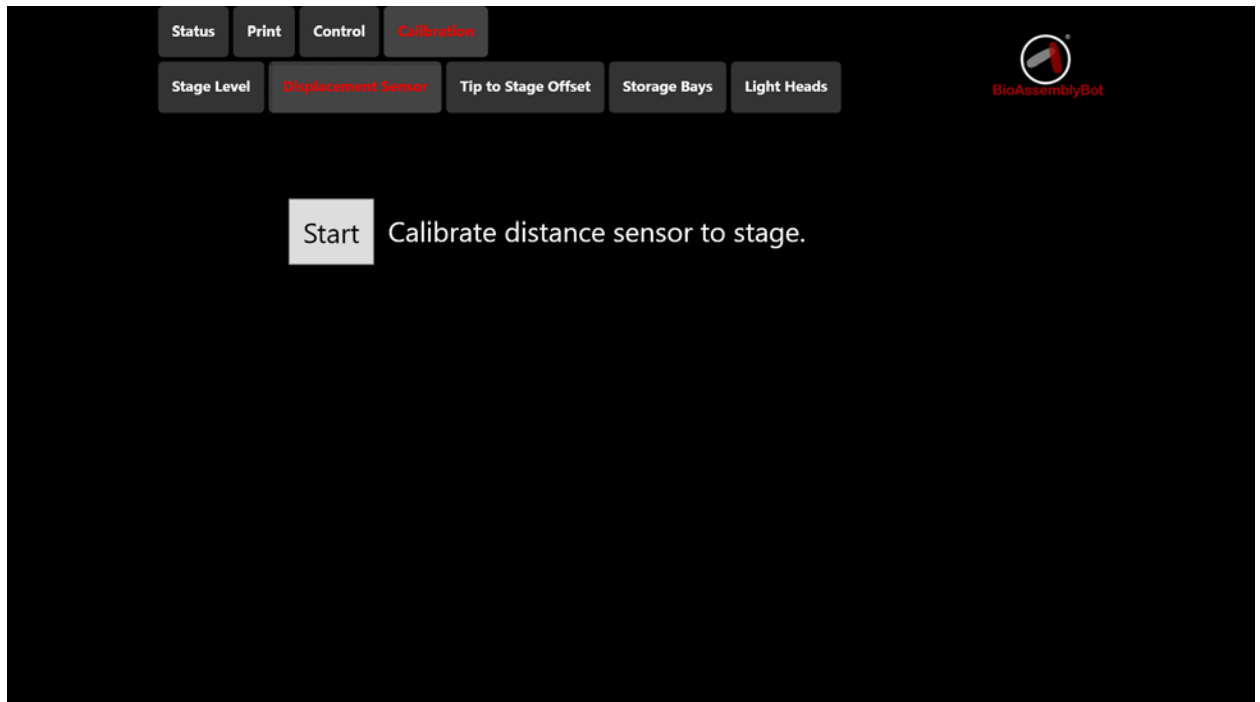 Status Print Control Calibration
Stage Level Displacement Sensor Tip to Stage Offset Storage Bays Light Heads
®
BioAssemblyBot
Start Calibrate distance sensor to stage.